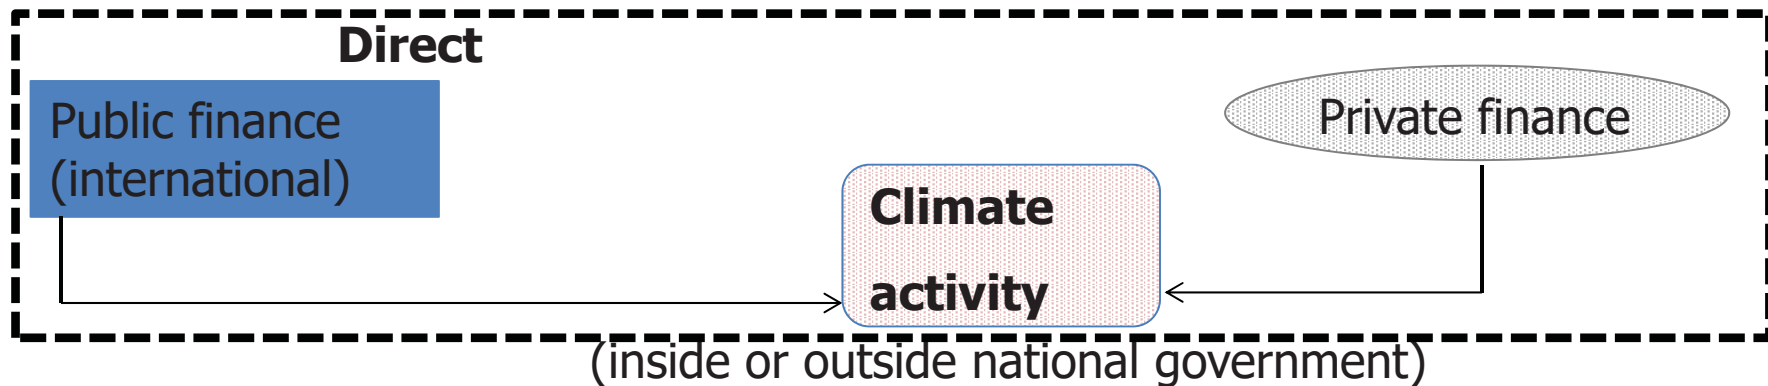 Direct
Public finance
(international)
Private finance
Climate
activity
(inside or outside national government)